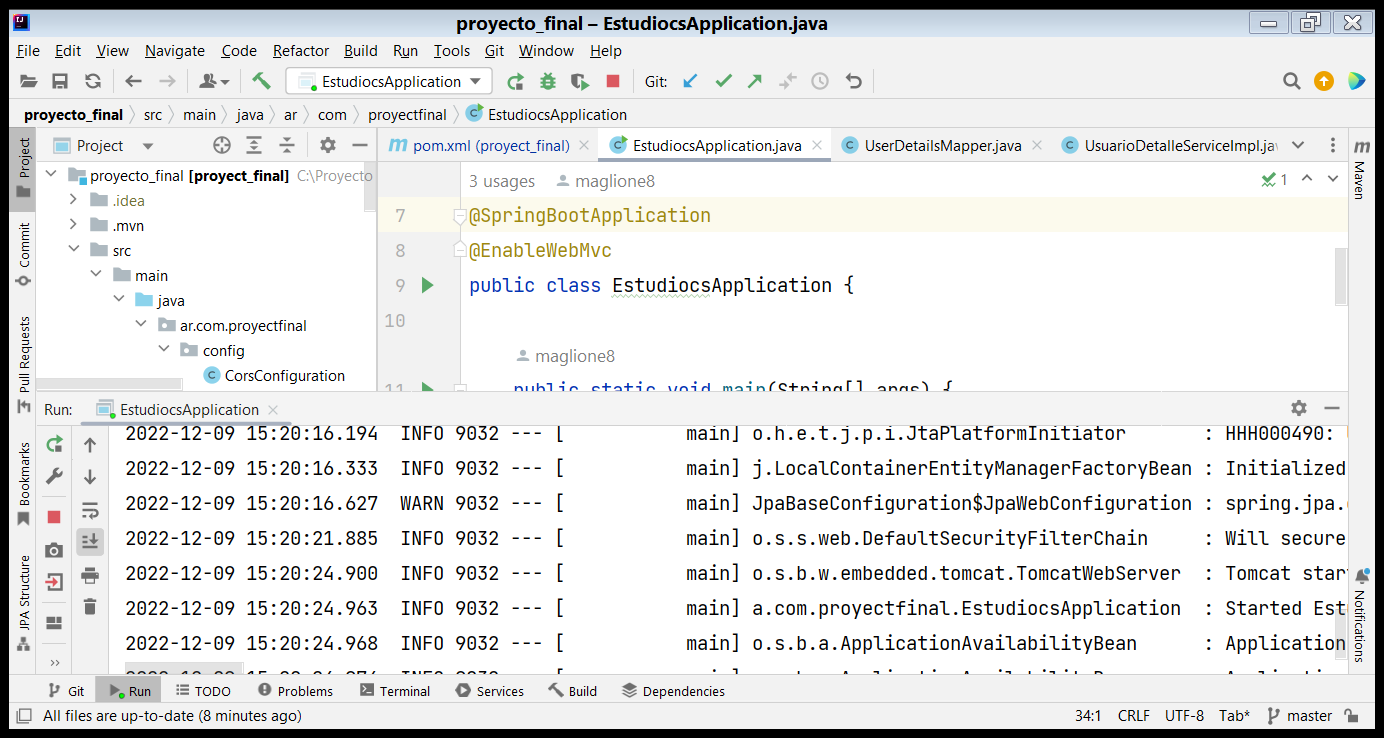 proyecto_final – EstudiocsApplication.java
File Edit View Navigate Code Refactor Build Run Tools Git Window Help
EstudiocsApplication Git:
proyecto_final src main java ar com proyectfinal EstudiocsApplication
Project
pom.xml (proyect_final) EstudiocsApplication.java UserDetailsMapper.java UsuarioDetalleServiceImpl.jav
proyecto_final [proyect_final] C:\Proyecto
.idea
.mvn
src
main
java
ar.com.proyectfinal
config
CorsConfiguration
3 usages maglione8
1
7 @SpringBootApplication
8 @EnableWebMvc
9 public class EstudiocsApplication {
10
maglione8
11 public static void main(String[] args) {
Project
Commit
Pull Requests
Bookmarks
JPA Structure
m
Maven
Notifications
Run: EstudiocsApplication
2022-12-09 15:20:16.194 INFO 9032 --- [ main] o.h.e.t.j.p.i.JtaPlatformInitiator : HHH000490:
2022-12-09 15:20:16.333 INFO 9032 --- [ main] j.LocalContainerEntityManagerFactoryBean : Initialized
2022-12-09 15:20:16.627 WARN 9032 --- [ main] JpaBaseConfiguration$JpaWebConfiguration : spring.jpa.
2022-12-09 15:20:21.885 INFO 9032 --- [ main] o.s.s.web.DefaultSecurityFilterChain : Will secure
2022-12-09 15:20:24.900 INFO 9032 --- [ main] o.s.b.w.embedded.tomcat.TomcatWebServer : Tomcat star
2022-12-09 15:20:24.963 INFO 9032 --- [ main] a.com.proyectfinal.EstudiocsApplication : Started Est
2022-12-09 15:20:24.968 INFO 9032 --- [ main] o.s.b.a.ApplicationAvailabilityBean : Application
Git Run TODO Problems Terminal Services Build Dependencies
All files are up-to-date (8 minutes ago) 34:1 CRLF UTF-8 Tab* master